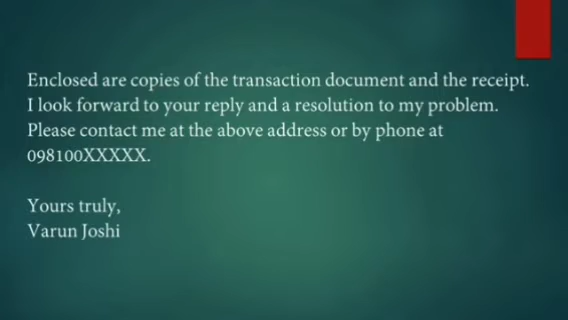 Enclosed are copies of the transaction document and the receipt.
I look forward to your reply and a resolution to my problem.
Please contact me at the above address or by phone at
098100XXXXX.
Yours truly,
Varun Joshi